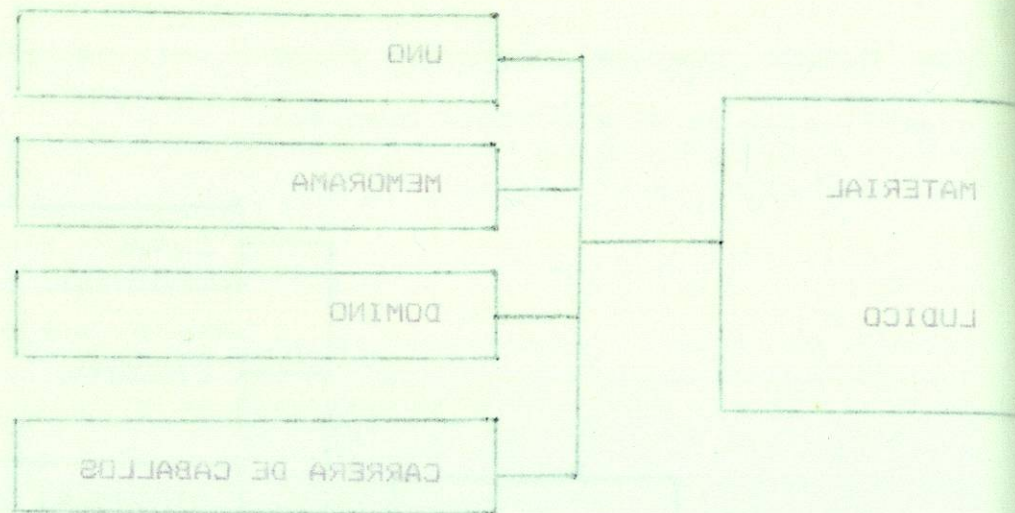 MATERIAL
LUDICO
UNO
MEMORAMA
DOMINO
CARRERA DE CABALLOS